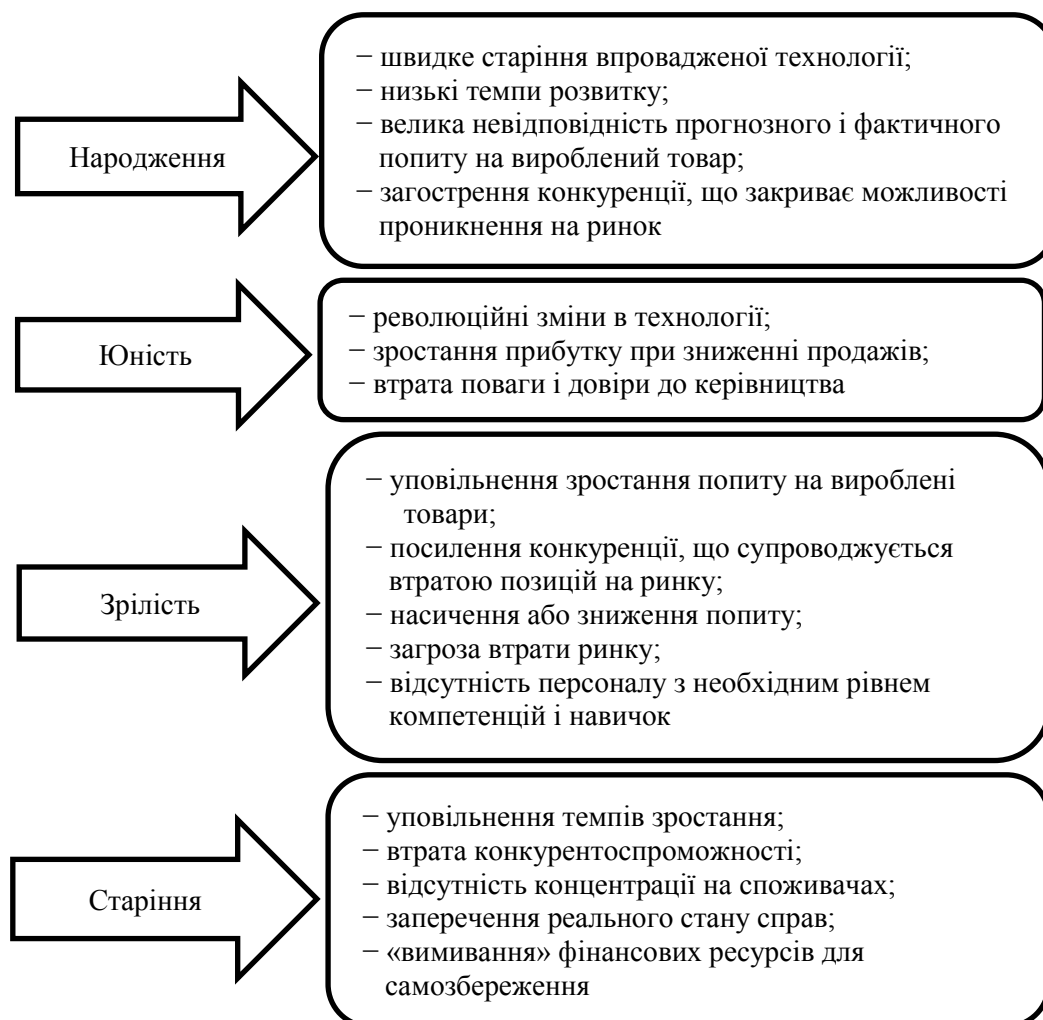 Народження
− швидке старіння впровадженої технології;
− низькі темпи розвитку;
− велика невідповідність прогнозного і фактичного
попиту на вироблений товар;
− загострення конкуренції, що закриває можливості
проникнення на ринок
Юність
− революційні зміни в технології;
− зростання прибутку при зниженні продажів;
− втрата поваги і довіри до керівництва
Зрілість
− уповільнення зростання попиту на вироблені
товари;
− посилення конкуренції, що супроводжується
втратою позицій на ринку;
− насичення або зниження попиту;
− загроза втрати ринку;
− відсутність персоналу з необхідним рівнем
компетенцій і навичок
Старіння
− уповільнення темпів зростання;
− втрата конкурентоспроможності;
− відсутність концентрації на споживачах;
− заперечення реального стану справ;
− «вимивання» фінансових ресурсів для
самозбереження